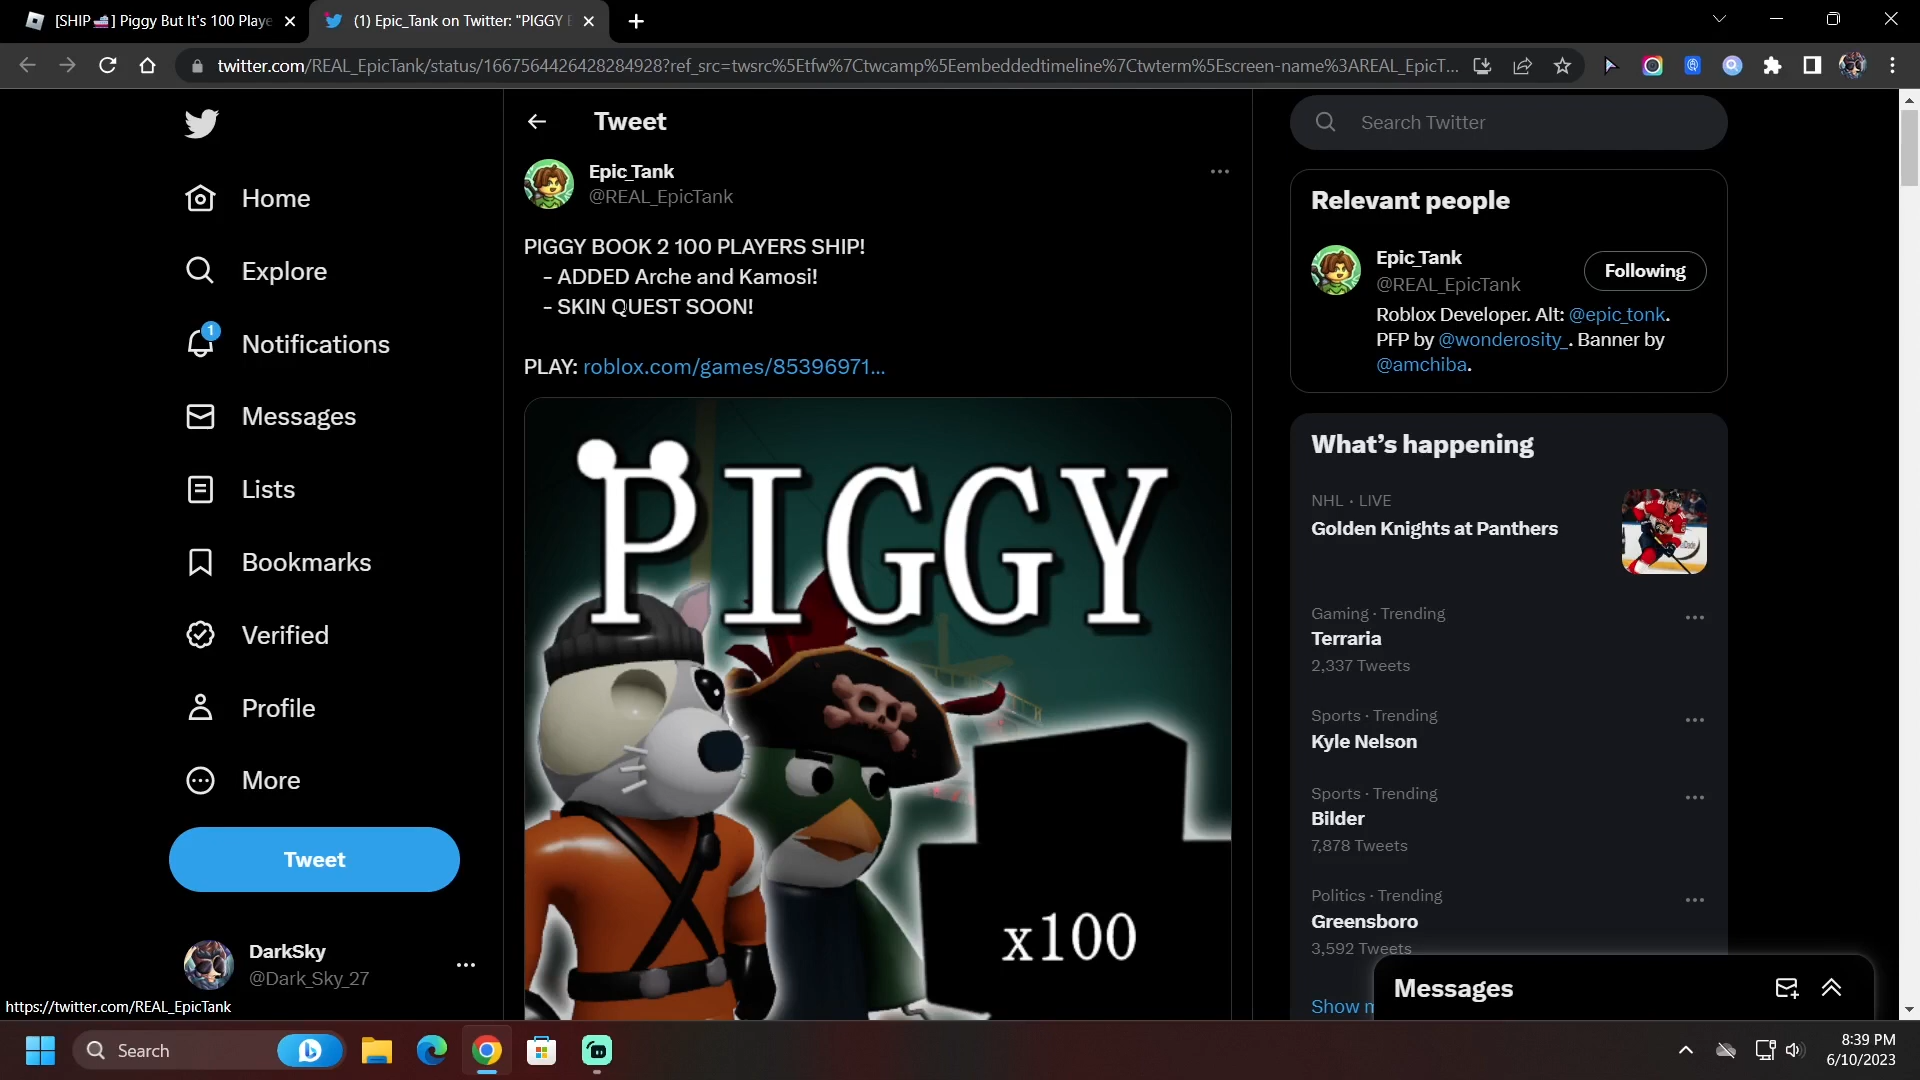 [SHIP🚢] Piggy But It's 100 Playe
(1) Epic_Tank on Twitter: "PIGGY B
twitter.com/REAL_EpicTank/status/1667564426428284928?ref_src=twsrc%5Etfw%7Ctwcamp%5Eembeddedtimeline%7Ctwterm%5Escreen-name%3AREAL_EpicT...
Tweet
Search Twitter
Epic_Tank
@REAL_EpicTank
Home
Explore
1
Notifications
Messages
Lists
Bookmarks
Verified
Profile
More
Tweet
DarkSky
@Dark_Sky_27
PIGGY BOOK 2 100 PLAYERS SHIP!
- ADDED Arche and Kamosi!
- SKIN QUEST SOON!
PLAY: roblox.com/games/85396971...
PIGGY
x100
Relevant people
Epic_Tank
@REAL_EpicTank
Following
Roblox Developer. Alt: @epic_tonk.
PFP by @wonderosity_. Banner by
@amchiba.
What's happening
NHL · LIVE
Golden Knights at Panthers
Gaming · Trending
Terraria
2,337 Tweets
Sports · Trending
Kyle Nelson
Sports · Trending
Bilder
7,878 Tweets
Politics · Trending
Greensboro
3,592 Tweets
Show m
Messages
https://twitter.com/REAL_EpicTank
Search
8:39 PM
6/10/2023